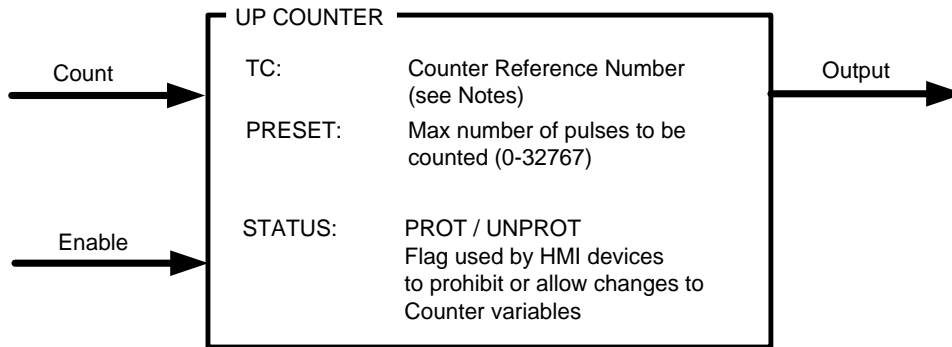 UP COUNTER
Count
TC: Counter Reference Number
(see Notes)
Output
PRESET: Max number of pulses to be
counted (0-32767)
Enable
STATUS: PROT / UNPROT
Flag used by HMI devices
to prohibit or allow changes to
Counter variables